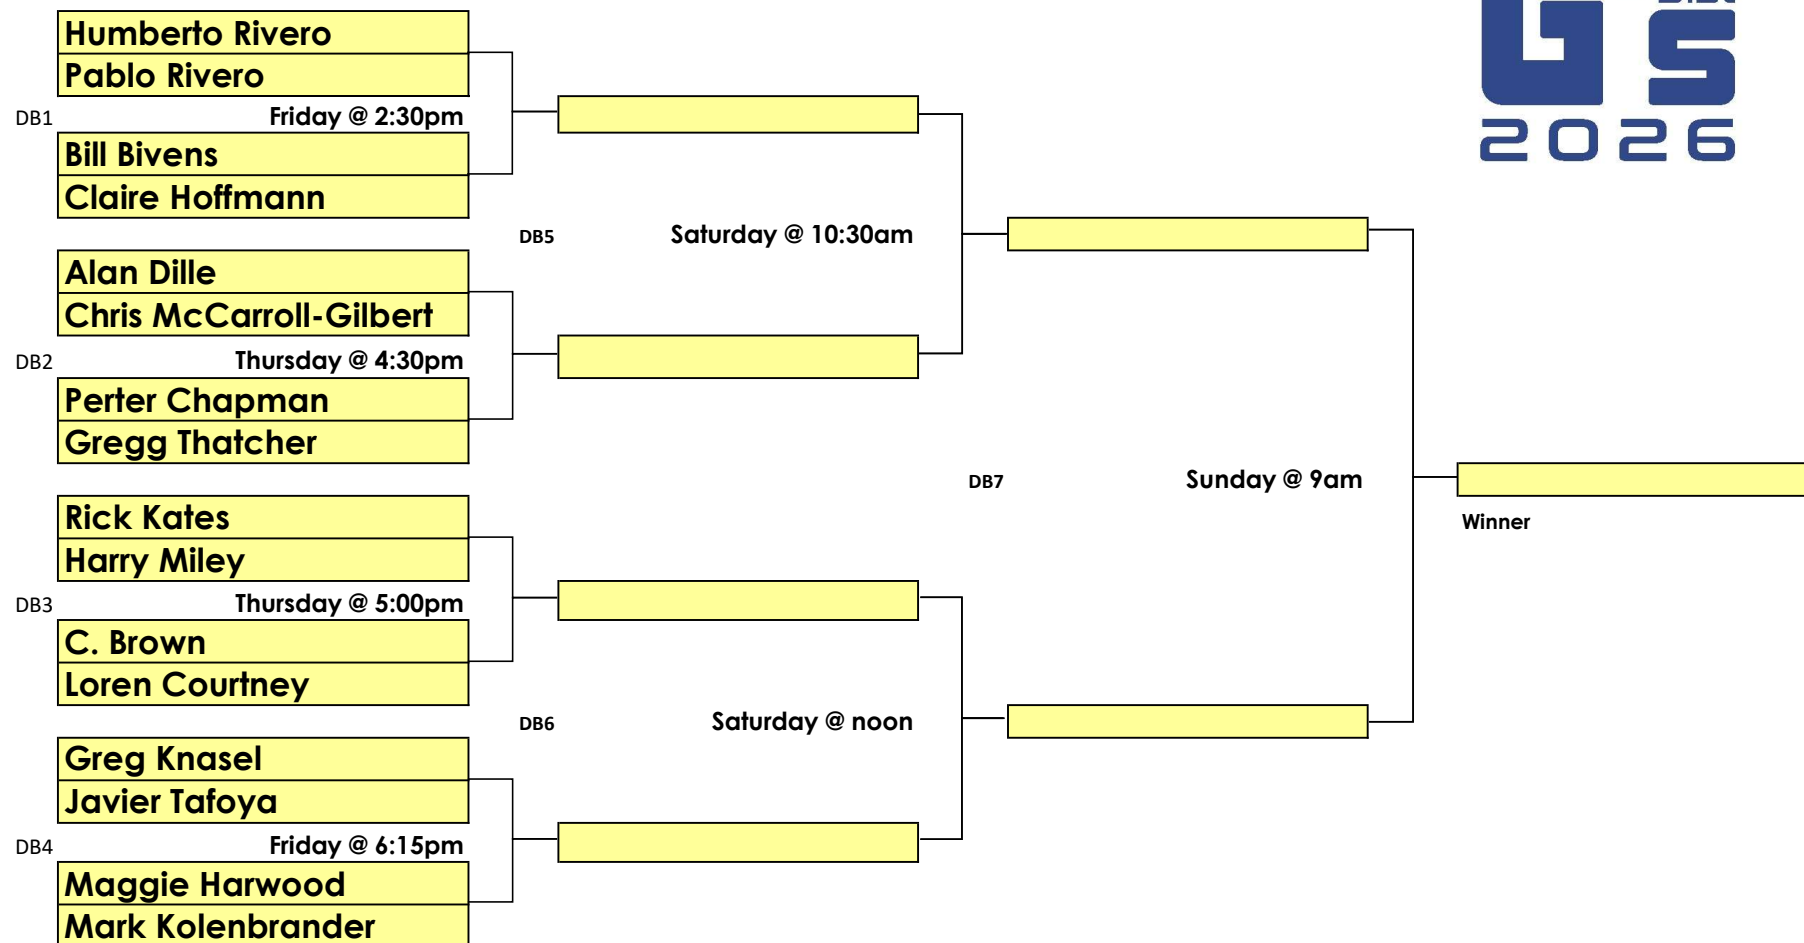 Humberto Rivero
Pablo Rivero
DB1 Friday @ 2:30pm
Bill Bivens
Claire Hoffmann
DB5 Saturday @ 10:30am
Alan Dille
Chris McCarroll-Gilbert
DB2 Thursday @ 4:30pm
Perter Chapman
Gregg Thatcher
DB7 Sunday @ 9am
Winner
Rick Kates
Harry Miley
DB3 Thursday @ 5:00pm
C. Brown
Loren Courtney
DB6 Saturday @ noon
Greg Knasel
Javier Tafoya
DB4 Friday @ 6:15pm
Maggie Harwood
Mark Kolenbrander
2026